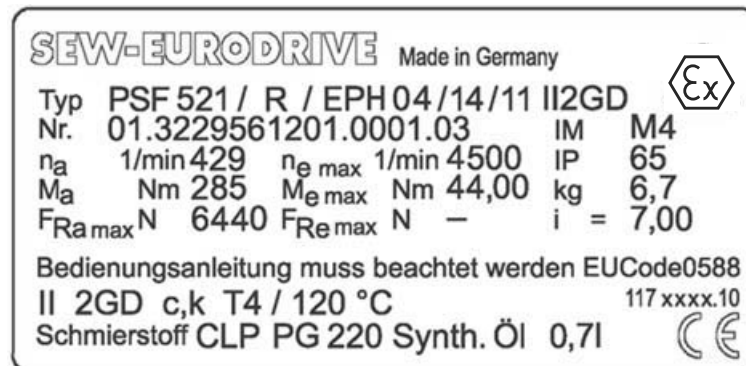 SEW-EURODRIVE Made in Germany
Typ PSF 521 / R / EPH 04/14/11 II2GD Ex
Nr. 01.3229561201.0001.03 IM M4
na 1/min 429 ne max 1/min 4500 IP 65
Ma Nm 285 Me max Nm 44,00 kg 6,7
FRa max N 6440 FRe max N – i = 7,00
Bedienungsanleitung muss beachtet werden EUCode0588
II 2GD c,k T4 / 120 °C 117 xxxx.10
Schmierstoff CLP PG 220 Synth. Öl 0,7l CE